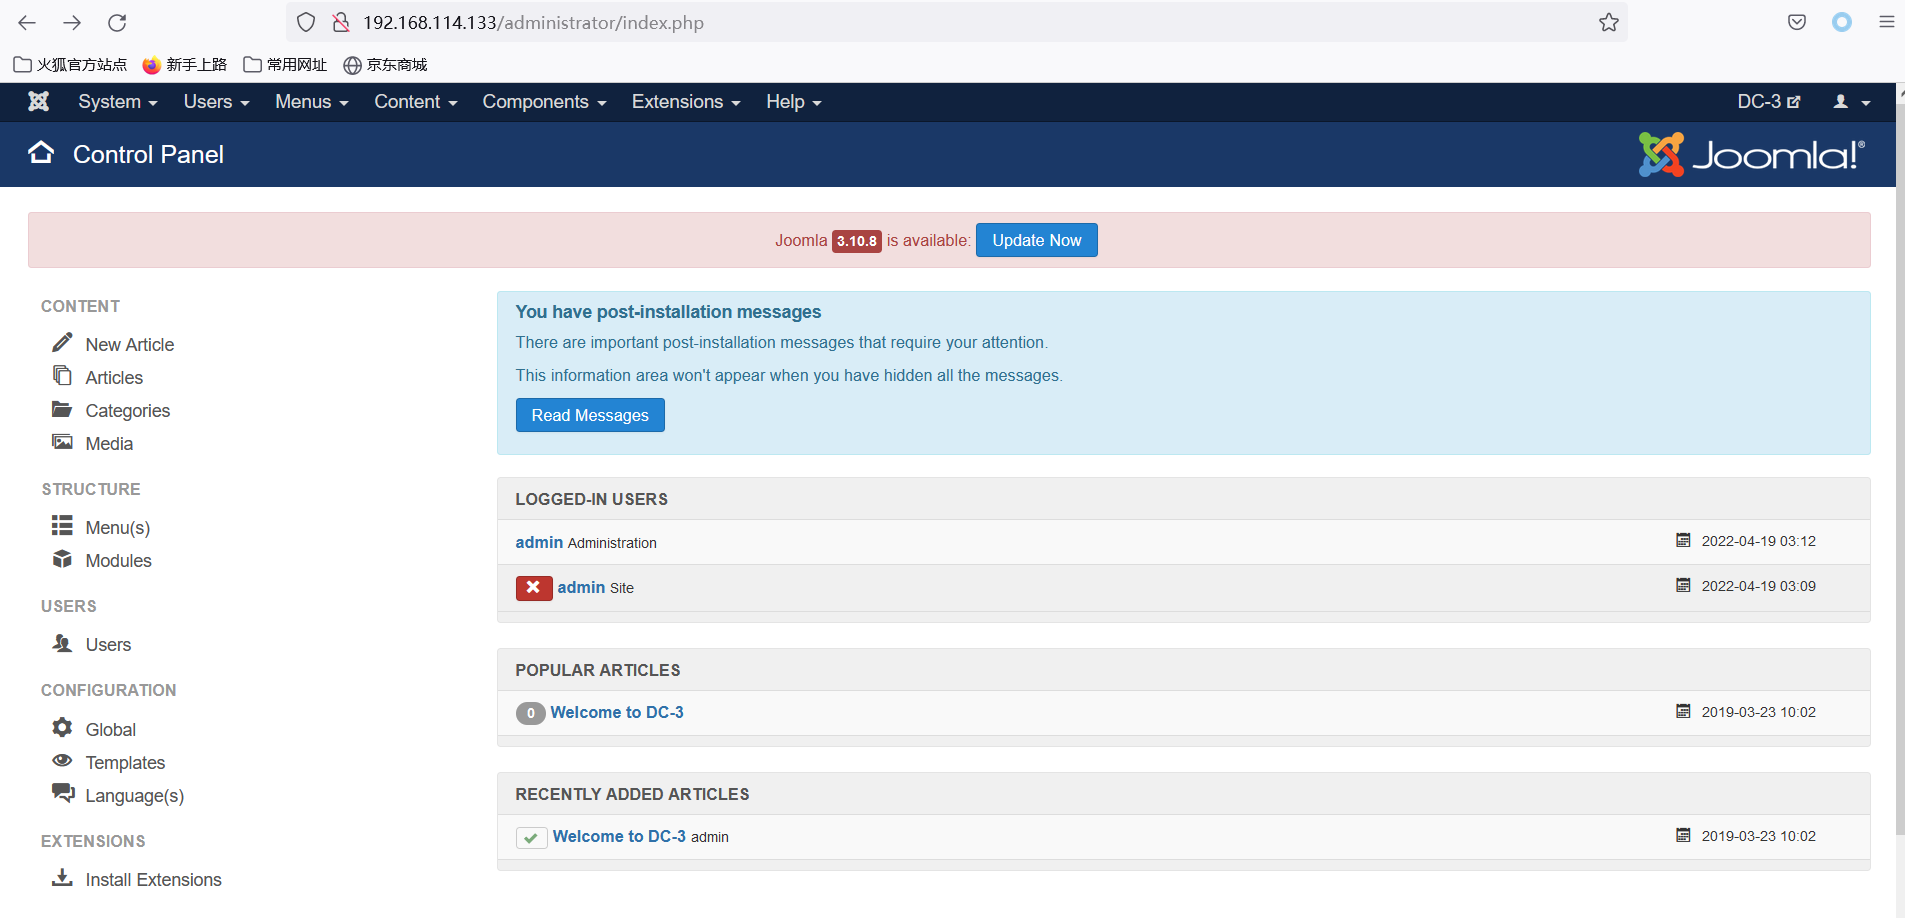 192.168.114.133/administrator/index.php
火狐官方站点 新手上路 常用网址 京东商城
System Users Menus Content Components Extensions Help DC-3
Control Panel Joomla!®
Joomla 3.10.8 is available: Update Now
CONTENT
New Article
Articles
Categories
Media
STRUCTURE
Menu(s)
Modules
USERS
Users
CONFIGURATION
Global
Templates
Language(s)
EXTENSIONS
Install Extensions
You have post-installation messages
There are important post-installation messages that require your attention.
This information area won't appear when you have hidden all the messages.
Read Messages
LOGGED-IN USERS
admin Administration 2022-04-19 03:12
admin Site 2022-04-19 03:09
POPULAR ARTICLES
0 Welcome to DC-3 2019-03-23 10:02
RECENTLY ADDED ARTICLES
Welcome to DC-3 admin 2019-03-23 10:02